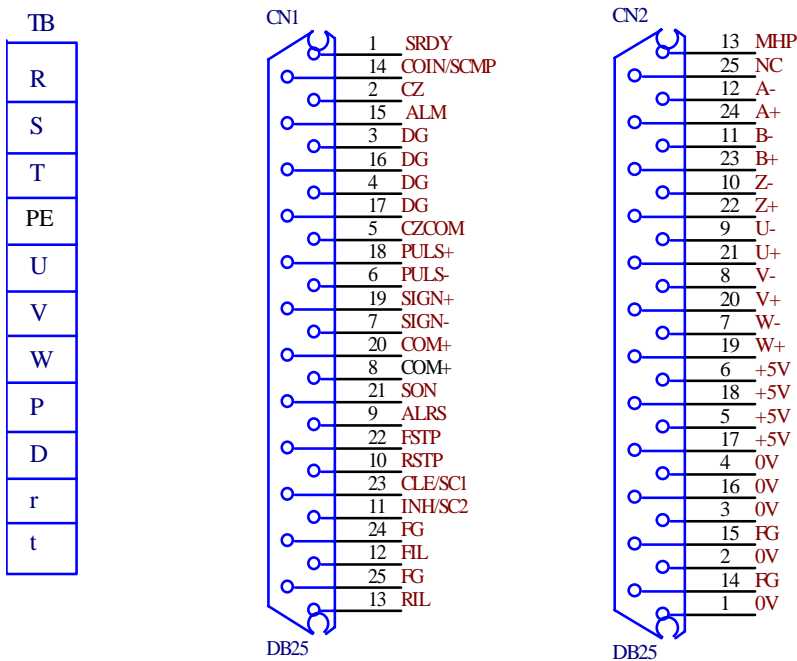 TB
R
S
T
PE
U
V
W
P
D
r
t
CN1
1 SRDY
14 COIN/SCMP
2 CZ
15 ALM
3 DG
16 DG
4 DG
17 DG
5 CZCOM
18 PULS+
6 PULS-
19 SIGN+
7 SIGN-
20 COM+
8 COM+
21 SON
9 ALRS
22 FSTP
10 RSTP
23 CLE/SC1
11 INH/SC2
24 FG
12 FIL
25 FG
13 RIL
DB25
CN2
13 MHP
25 NC
12 A-
24 A+
11 B-
23 B+
10 Z-
22 Z+
9 U-
21 U+
8 V-
20 V+
7 W-
19 W+
6 +5V
18 +5V
5 +5V
17 +5V
4 0V
16 0V
3 0V
15 FG
2 0V
14 FG
1 0V
DB25